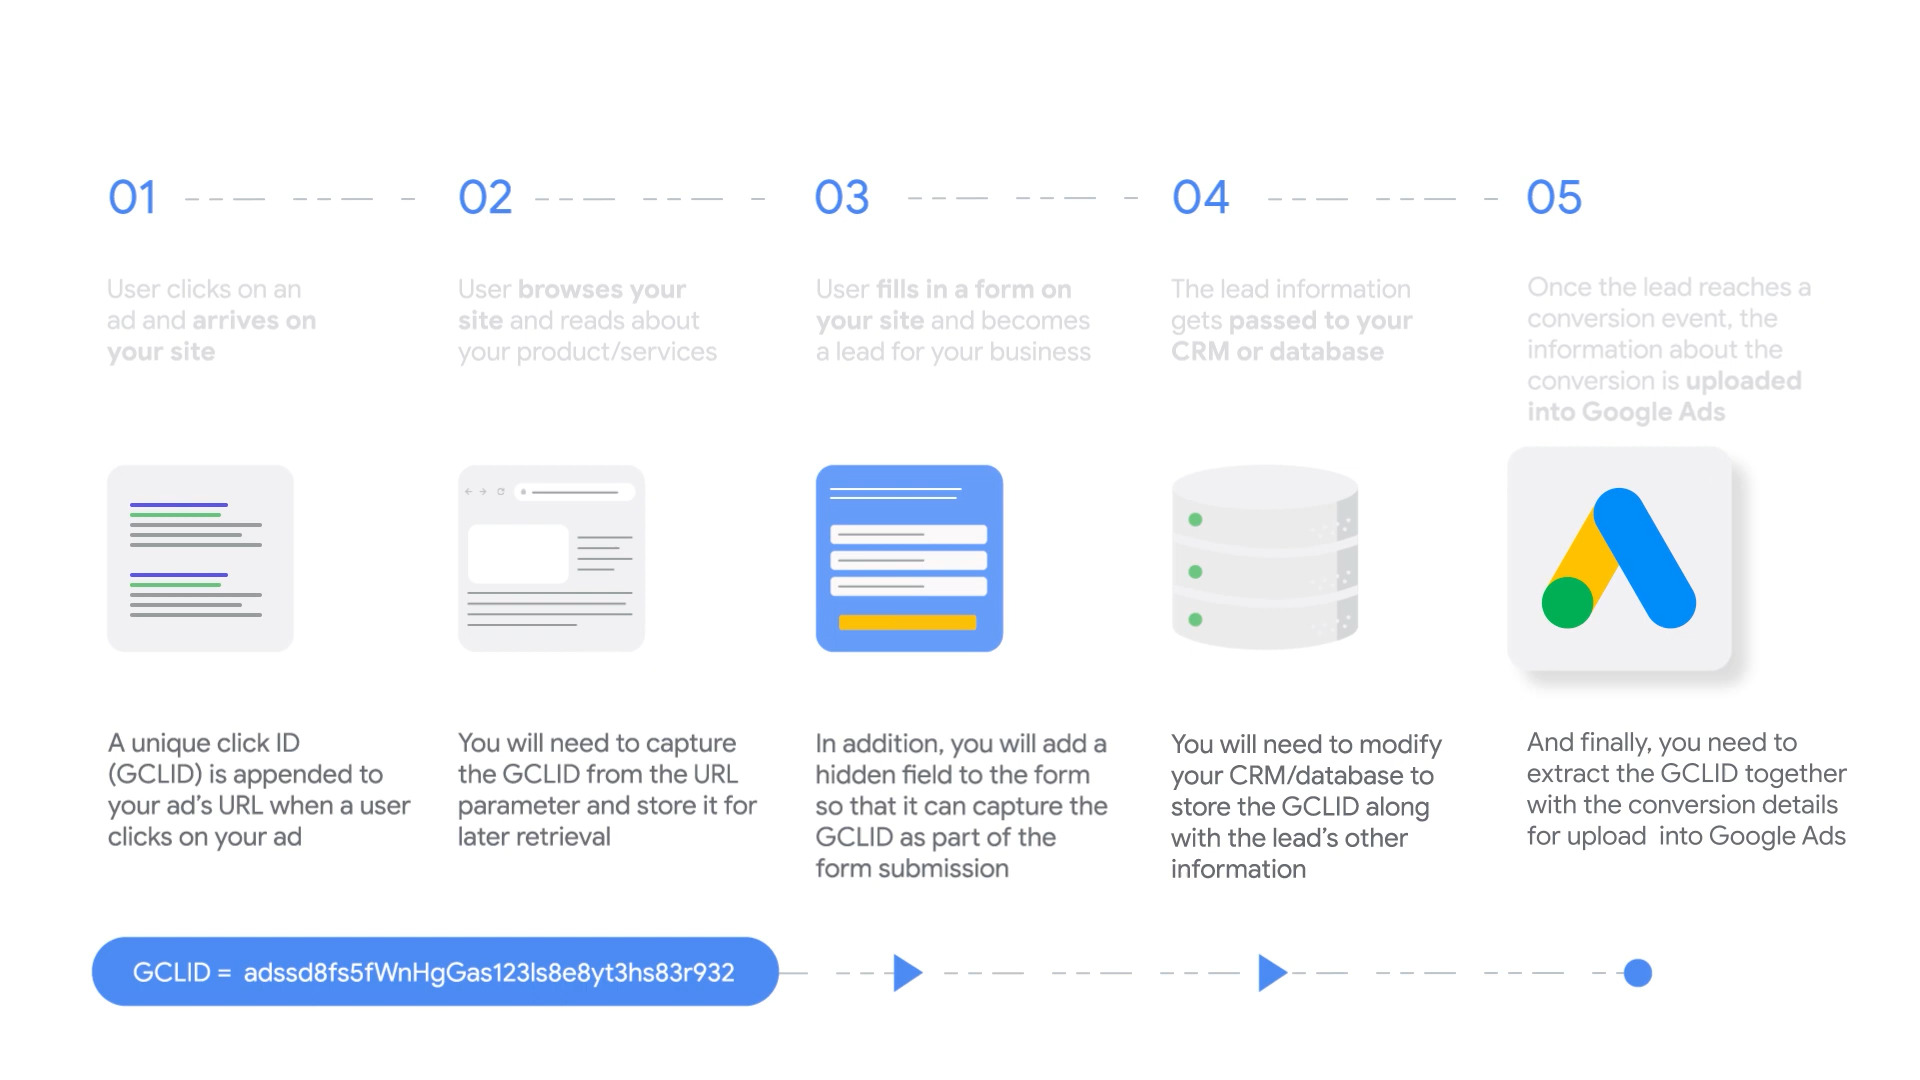 01
User clicks on an
ad and arrives on
your site
A unique click ID
(GCLID) is appended to
your ad's URL when a user
clicks on your ad
02
User browses your
site and reads about
your product/services
You will need to capture
the GCLID from the URL
parameter and store it for
later retrieval
03
User fills in a form on
your site and becomes
a lead for your business
In addition, you will add a
hidden field to the form
so that it can capture the
GCLID as part of the
form submission
04
The lead information
gets passed to your
CRM or database
You will need to modify
your CRM/database to
store the GCLID along
with the lead's other
information
05
Once the lead reaches a
conversion event, the
information about the
conversion is uploaded
into Google Ads
And finally, you need to
extract the GCLID together
with the conversion details
for upload  into Google Ads
GCLID =  adssd8fs5fWnHgGas123ls8e8yt3hs83r932